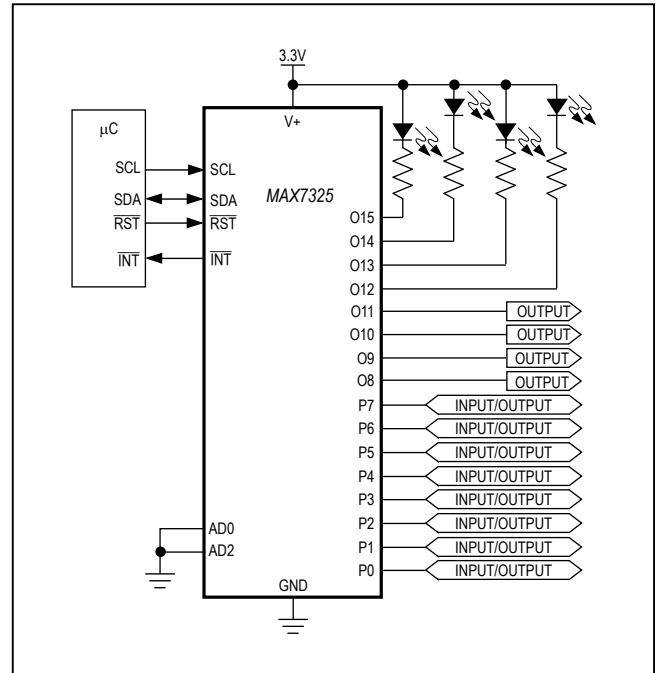 3.3V
V+
μC
SCL
SDA
RST
INT
SCL
SDA
RST
INT
MAX7325
AD0
AD2
GND
O15
O14
O13
O12
O11 OUTPUT
O10 OUTPUT
O9 OUTPUT
O8 OUTPUT
P7 INPUT/OUTPUT
P6 INPUT/OUTPUT
P5 INPUT/OUTPUT
P4 INPUT/OUTPUT
P3 INPUT/OUTPUT
P2 INPUT/OUTPUT
P1 INPUT/OUTPUT
P0 INPUT/OUTPUT